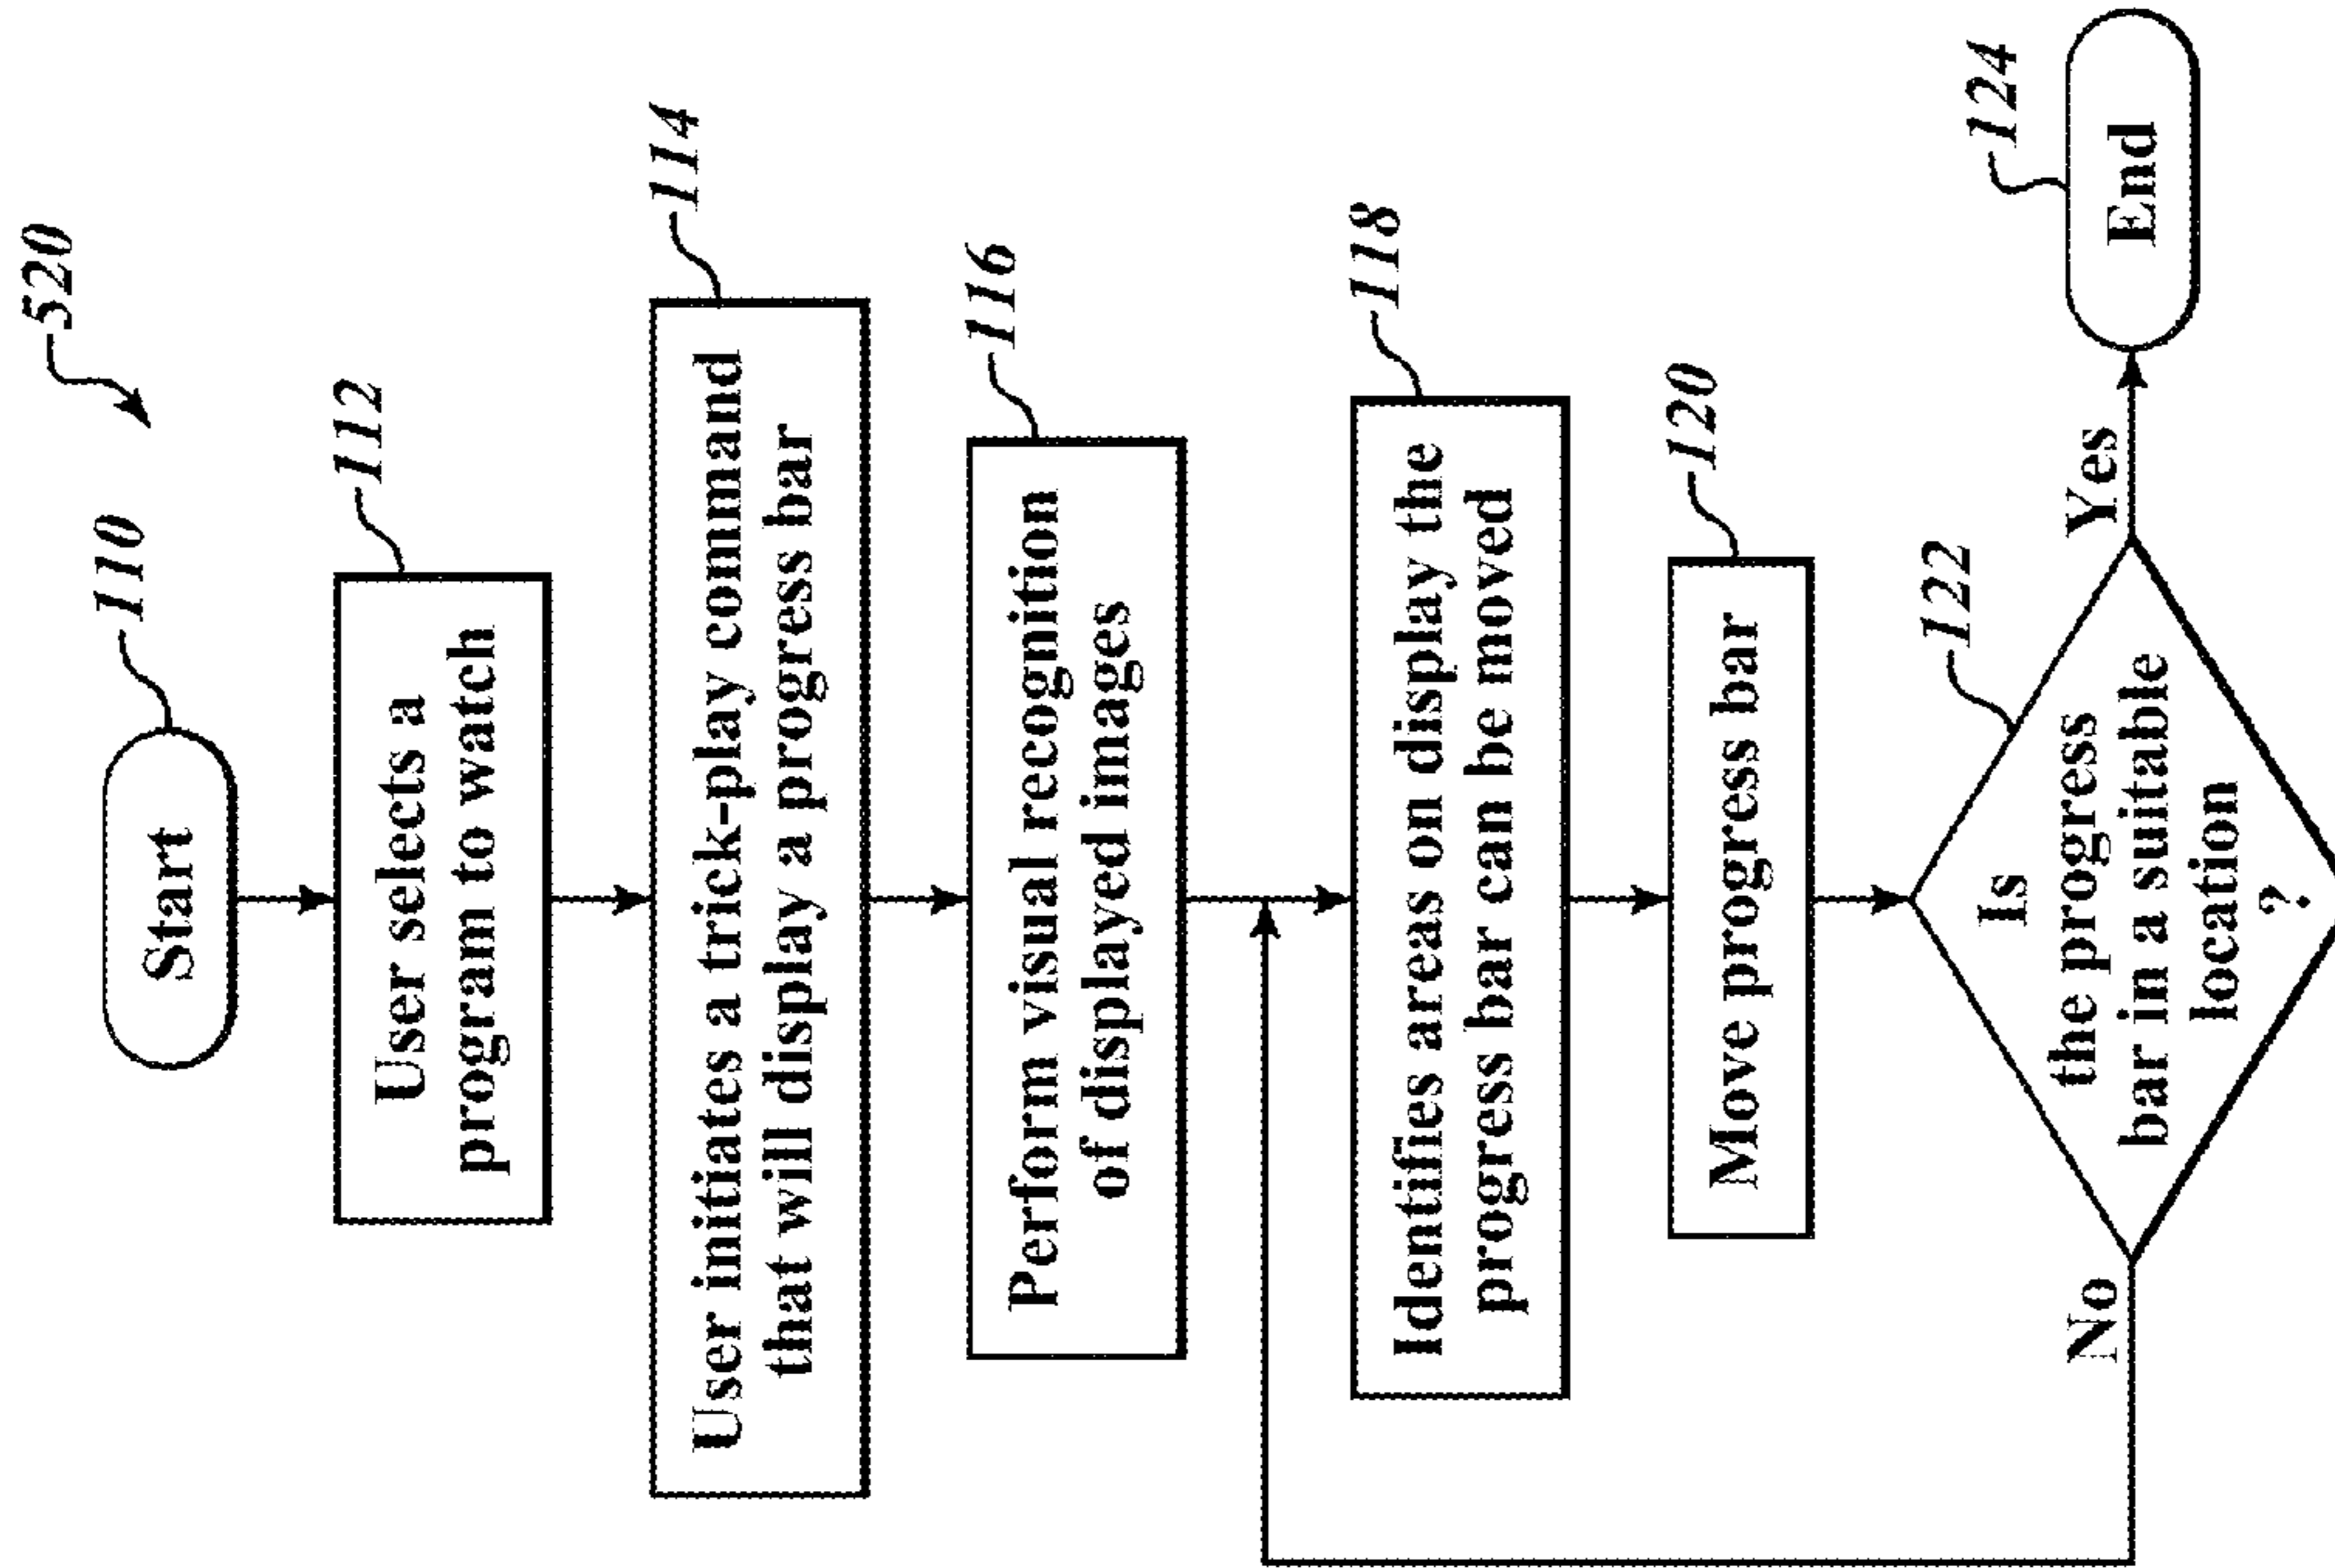 520
110
Start
112
User selects a
program to watch
114
User initiates a trick-play command
that will display a progress bar
116
Perform visual recognition
of displayed images
118
Identifies areas on display the
progress bar can be moved
120
Move progress bar
122
Is
the progress
bar in a suitable
location
?
No
Yes
124
End